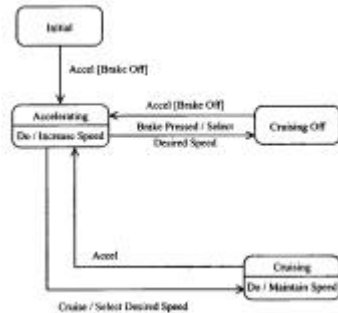 Initial
Accel [Brake Off]
Accelerating
Do / Increase Speed
Accel [Brake Off]
Brake Pressed / Select
Desired Speed
Cruising Off
Accel
Cruising
Do / Maintain Speed
Cruise / Select Desired Speed